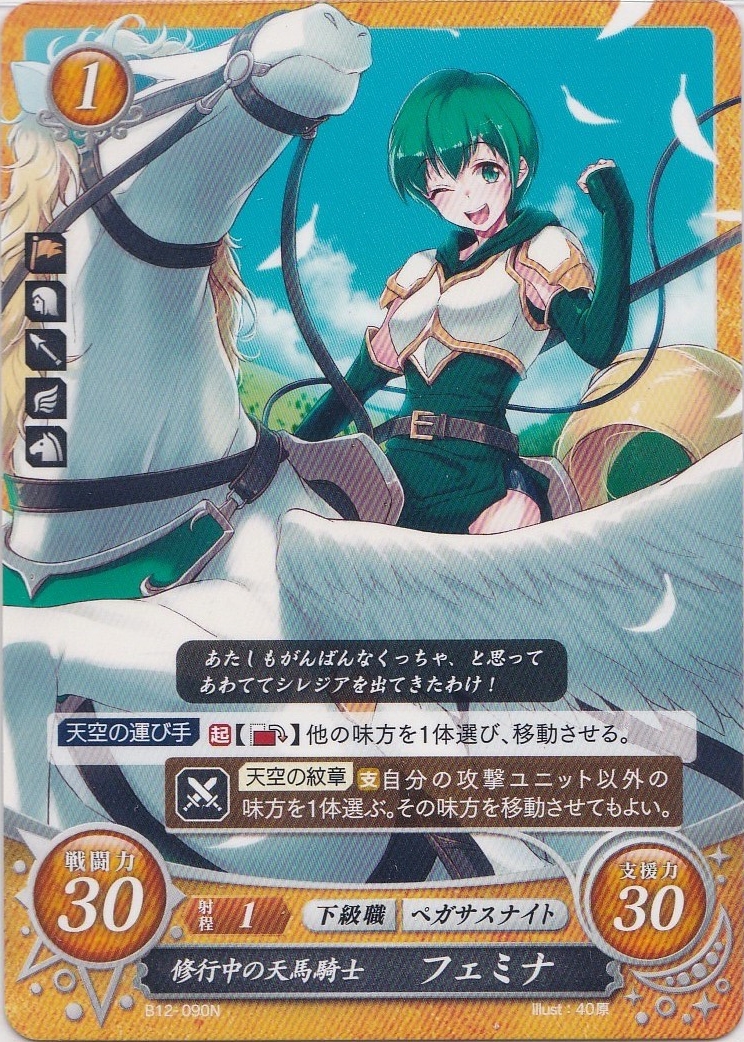 1
あたしもがんばんなくっちゃ、と思って
あわててシレジアを出てきたわけ！
天空の運び手 起【】他の味方を1体選び、移動させる。
天空の紋章 支自分の攻撃ユニット以外の
味方を1体選ぶ。その味方を移動させてもよい。
戦闘力
30
射程 1 下級職 ペガサスナイト
支援力
30
修行中の天馬騎士 フェミナ
B12-090N Illust：40原